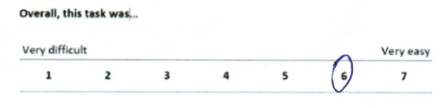 Overall, this task was...
Very difficult Very easy
1 2 3 4 5 6 7